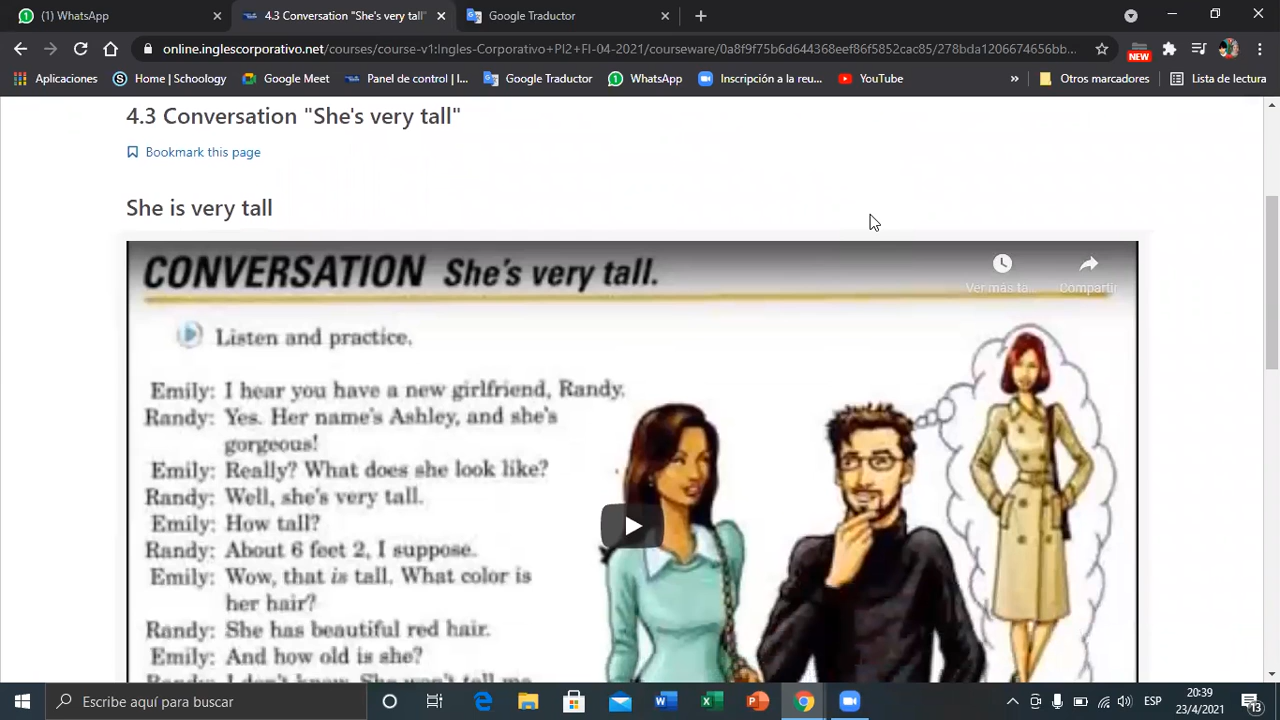 (1) WhatsApp
4.3 Conversation "She's very tall"
Google Traductor
online.inglescorporativo.net/courses/course-v1:Ingles-Corporativo+PI2+FI-04-2021/courseware/0a8f9f75b6d644368eef86f5852cac85/278bda1206674656bb...
NEW
Aplicaciones
Home | Schoology
Google Meet
Panel de control | I...
Google Traductor
WhatsApp
Inscripción a la reu...
YouTube
»
Otros marcadores
Lista de lectura
4.3 Conversation "She's very tall"
Bookmark this page
She is very tall
CONVERSATION She's very tall.
Ver más ta...
Compartir
Listen and practice.
Emily: I hear you have a new girlfriend, Randy.
Randy: Yes. Her name's Ashley, and she's
gorgeous!
Emily: Really? What does she look like?
Randy: Well, she's very tall.
Emily: How tall?
Randy: About 6 feet 2, I suppose.
Emily: Wow, that is tall. What color is
her hair?
Randy: She has beautiful red hair.
Emily: And how old is she?
Randy: I don't know. She won't tell me.
Escribe aquí para buscar
ESP
20:39
23/4/2021
13